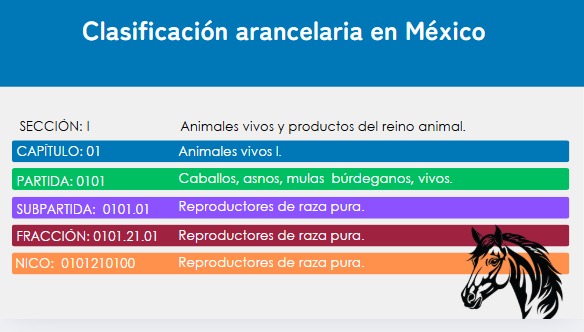 Clasificación arancelaria en México
SECCIÓN: I Animales vivos y productos del reino animal.
CAPÍTULO: 01 Animales vivos I.
PARTIDA: 0101 Caballos, asnos, mulas búrdeganos, vivos.
SUBPARTIDA: 0101.01 Reproductores de raza pura.
FRACCIÓN: 0101.21.01 Reproductores de raza pura.
NICO: 0101210100 Reproductores de raza pura.